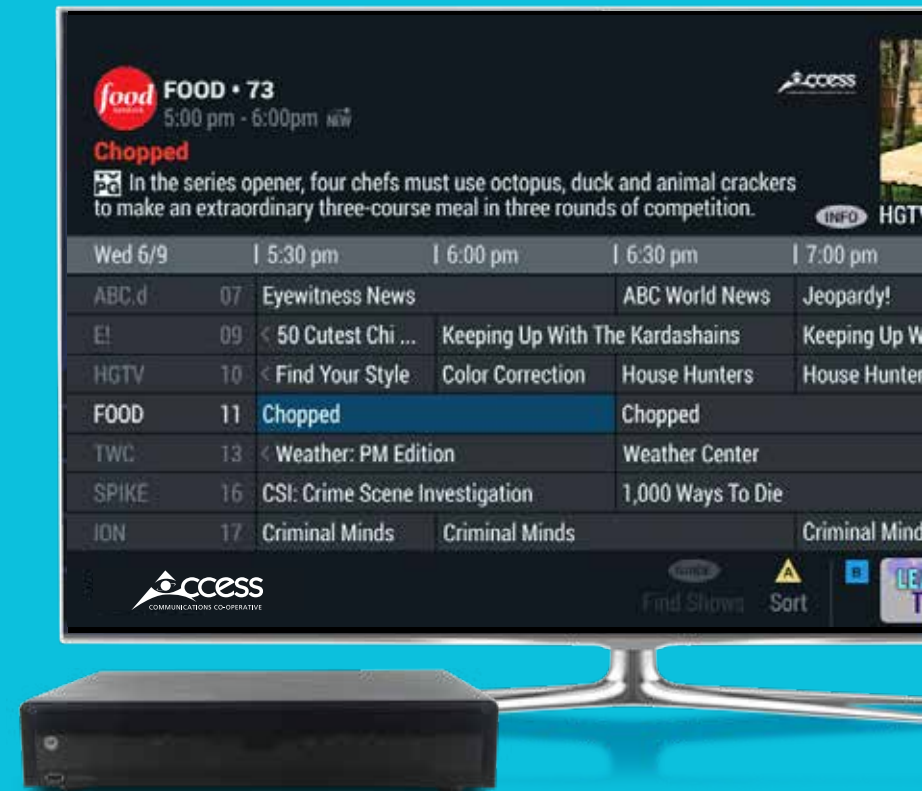 food
FOOD • 73
5:00 pm - 6:00pm NEW
Access
Chopped
PG In the series opener, four chefs must use octopus, duck and animal crackers
to make an extraordinary three-course meal in three rounds of competition.
INFO HGTV
Wed 6/9 5:30 pm 6:00 pm 6:30 pm 7:00 pm
ABC.d 07 Eyewitness News ABC World News Jeopardy!
E! 09 < 50 Cutest Chi ... Keeping Up With The Kardashains Keeping Up W
HGTV 10 < Find Your Style Color Correction House Hunters House Hunter
FOOD 11 Chopped Chopped
TWC 13 < Weather: PM Edition Weather Center
SPIKE 16 CSI: Crime Scene Investigation 1,000 Ways To Die
ION 17 Criminal Minds Criminal Minds Criminal Mind
Access
COMMUNICATIONS CO-OPERATIVE
GUIDE
Find Shows
A
Sort
B